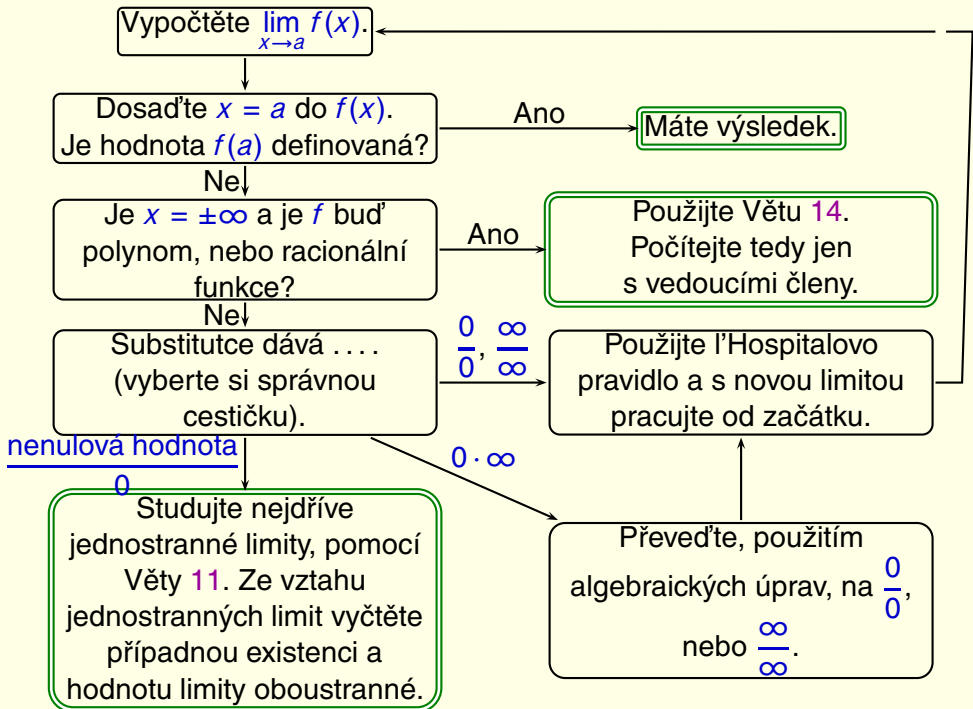 Vypočtěte lim f(x).
x→a
Dosaďte x = a do f(x).
Je hodnota f(a) definovaná?
Ano
Máte výsledek.
Ne
Je x = ±∞ a je f buď
polynom, nebo racionální
funkce?
Ano
Použijte Větu 14.
Počítejte tedy jen
s vedoucími členy.
Ne
Substitutce dává . . . .
(vyberte si správnou
cestičku).
0/0, ∞/∞
Použijte l'Hospitalovo
pravidlo a s novou limitou
pracujte od začátku.
nenulová hodnota
0
0 · ∞
Studujte nejdříve
jednostranné limity, pomocí
Věty 11. Ze vztahu
jednostranných limit vyčtěte
případnou existenci a
hodnotu limity oboustranné.
Převeďte, použitím
algebraických úprav, na 0/0,
nebo ∞/∞.